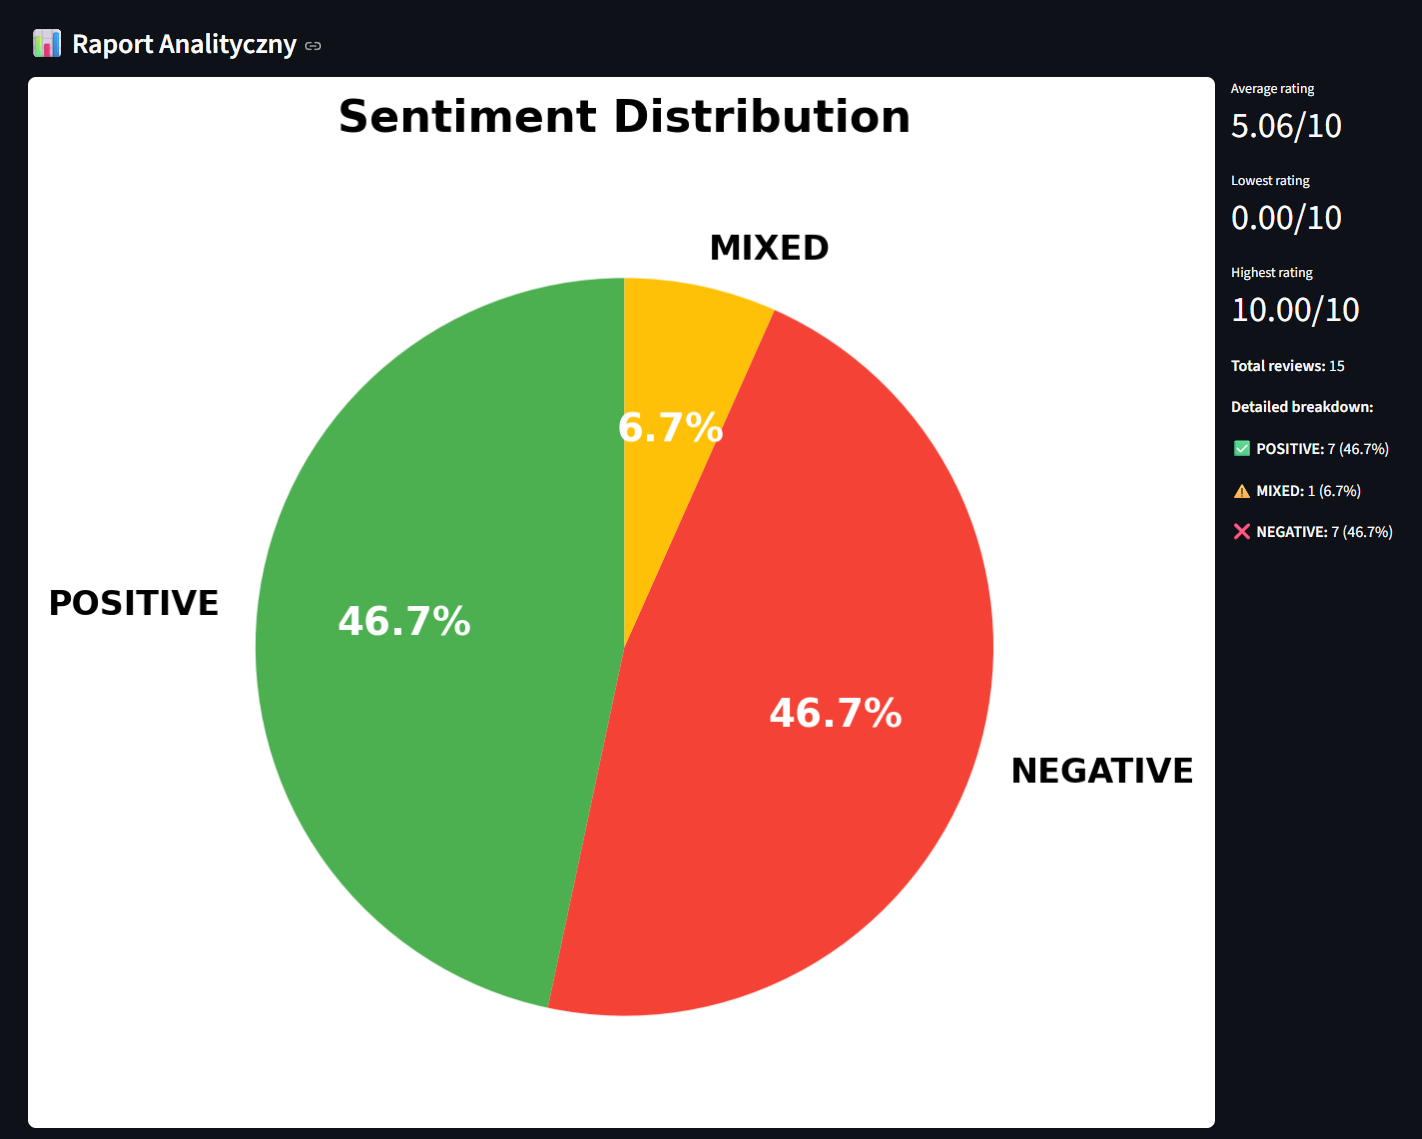 Raport Analityczny
Sentiment Distribution
MIXED
6.7%
POSITIVE
46.7%
46.7%
NEGATIVE
Average rating
5.06/10
Lowest rating
0.00/10
Highest rating
10.00/10
Total reviews: 15
Detailed breakdown:
POSITIVE: 7 (46.7%)
MIXED: 1 (6.7%)
NEGATIVE: 7 (46.7%)